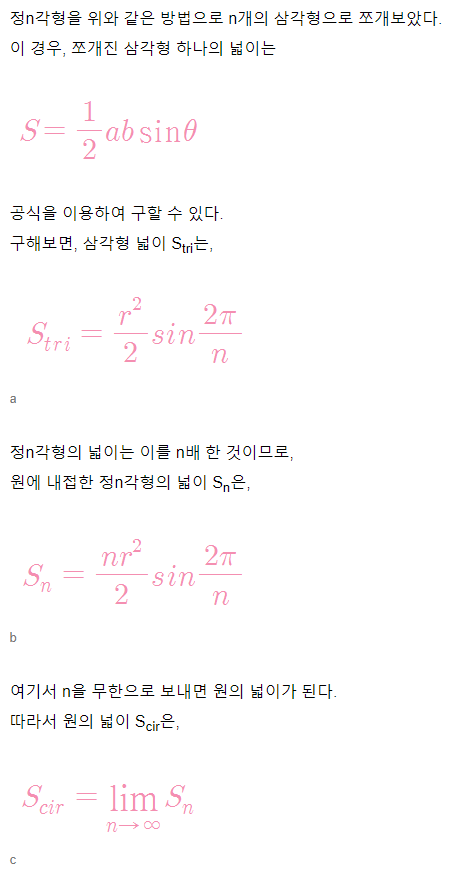 정n각형을 위와 같은 방법으로 n개의 삼각형으로 쪼개보았다.
이 경우, 쪼개진 삼각형 하나의 넓이는
S = \frac{1}{2} ab \sin\theta
공식을 이용하여 구할 수 있다.
구해보면, 삼각형 넓이 S_{tri}는,
S_{tri} = \frac{r^2}{2} sin \frac{2\pi}{n}
a
정n각형의 넓이는 이를 n배 한 것이므로,
원에 내접한 정n각형의 넓이 S_n은,
S_n = \frac{nr^2}{2} sin \frac{2\pi}{n}
b
여기서 n을 무한으로 보내면 원의 넓이가 된다.
따라서 원의 넓이 S_{cir}은,
S_{cir} = \lim_{n \to \infty} S_n
c